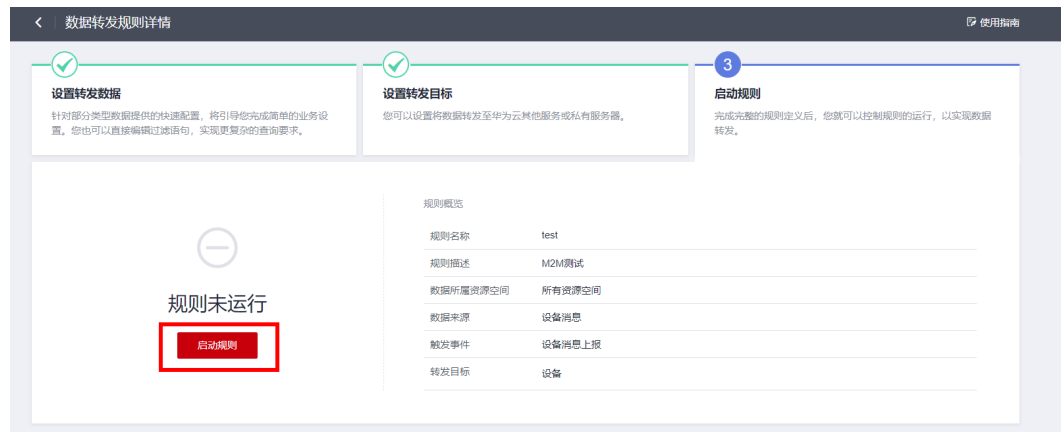 数据转发规则详情
使用指南
设置转发数据
针对部分类型数据提供的快速配置，将引导您完成简单的业务设
置。您也可以直接编辑过滤语句，实现更复杂的查询要求。
设置转发目标
您可以设置将数据转发至华为云其他服务或私有服务器。
3
启动规则
完成完整的规则定义后，您就可以控制规则的运行，以实现数据
转发。
规则未运行
启动规则
规则概览
规则名称 test
规则描述 M2M测试
数据所属资源空间 所有资源空间
数据来源 设备消息
触发事件 设备消息上报
转发目标 设备